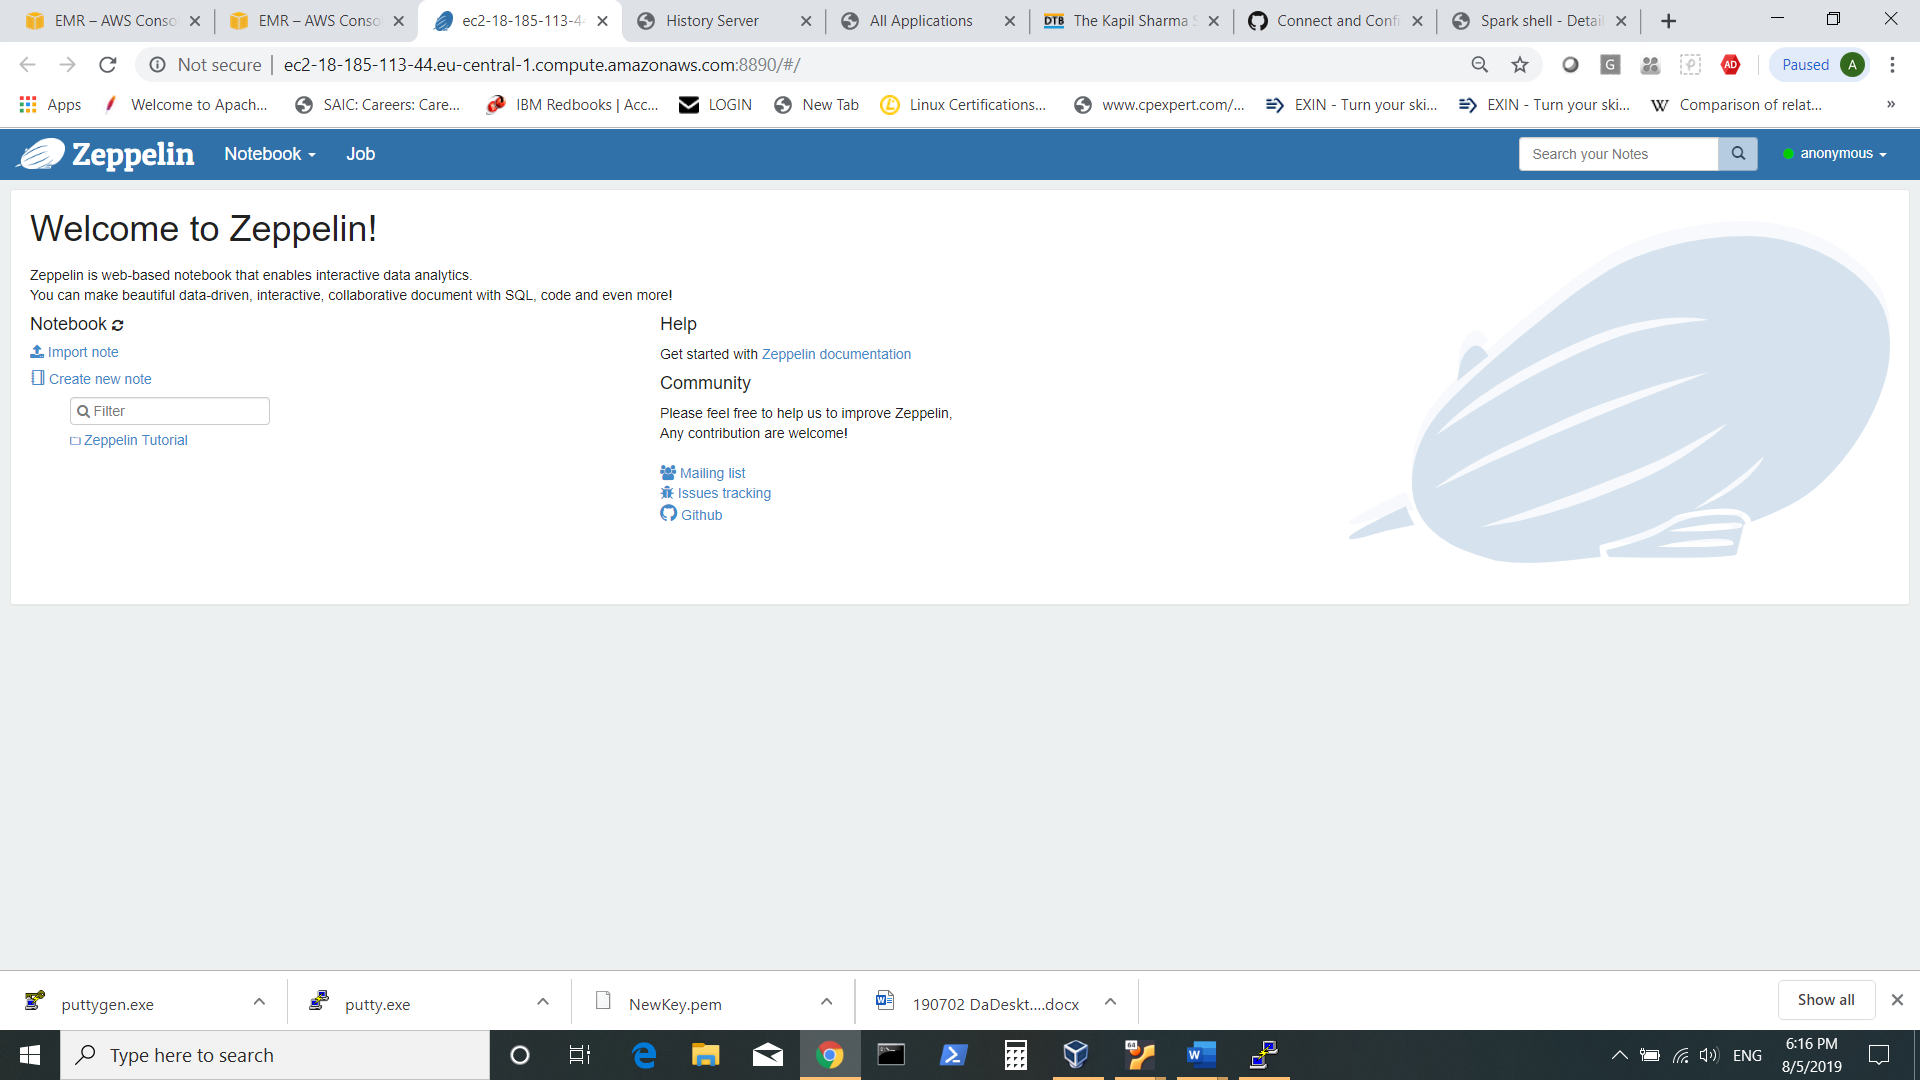 EMR – AWS Conso
EMR – AWS Conso
ec2-18-185-113-4
History Server
All Applications
DTB The Kapil Sharma S
Connect and Confi
Spark shell - Detail
Not secure | ec2-18-185-113-44.eu-central-1.compute.amazonaws.com:8890/#/
G
AD
Paused A
Apps
Welcome to Apach...
SAIC: Careers: Care...
IBM Redbooks | Acc...
LOGIN
New Tab
Linux Certifications...
www.cpexpert.com/...
EXIN - Turn your ski...
EXIN - Turn your ski...
W Comparison of relat...
»
Zeppelin Notebook Job
Search your Notes
anonymous
Welcome to Zeppelin!
Zeppelin is web-based notebook that enables interactive data analytics.
You can make beautiful data-driven, interactive, collaborative document with SQL, code and even more!
Notebook
Import note
Create new note
Filter
Zeppelin Tutorial
Help
Get started with Zeppelin documentation
Community
Please feel free to help us to improve Zeppelin,
Any contribution are welcome!
Mailing list
Issues tracking
Github
puttygen.exe
putty.exe
NewKey.pem
190702 DaDeskt....docx
Show all
Type here to search
64
ENG
6:16 PM
8/5/2019